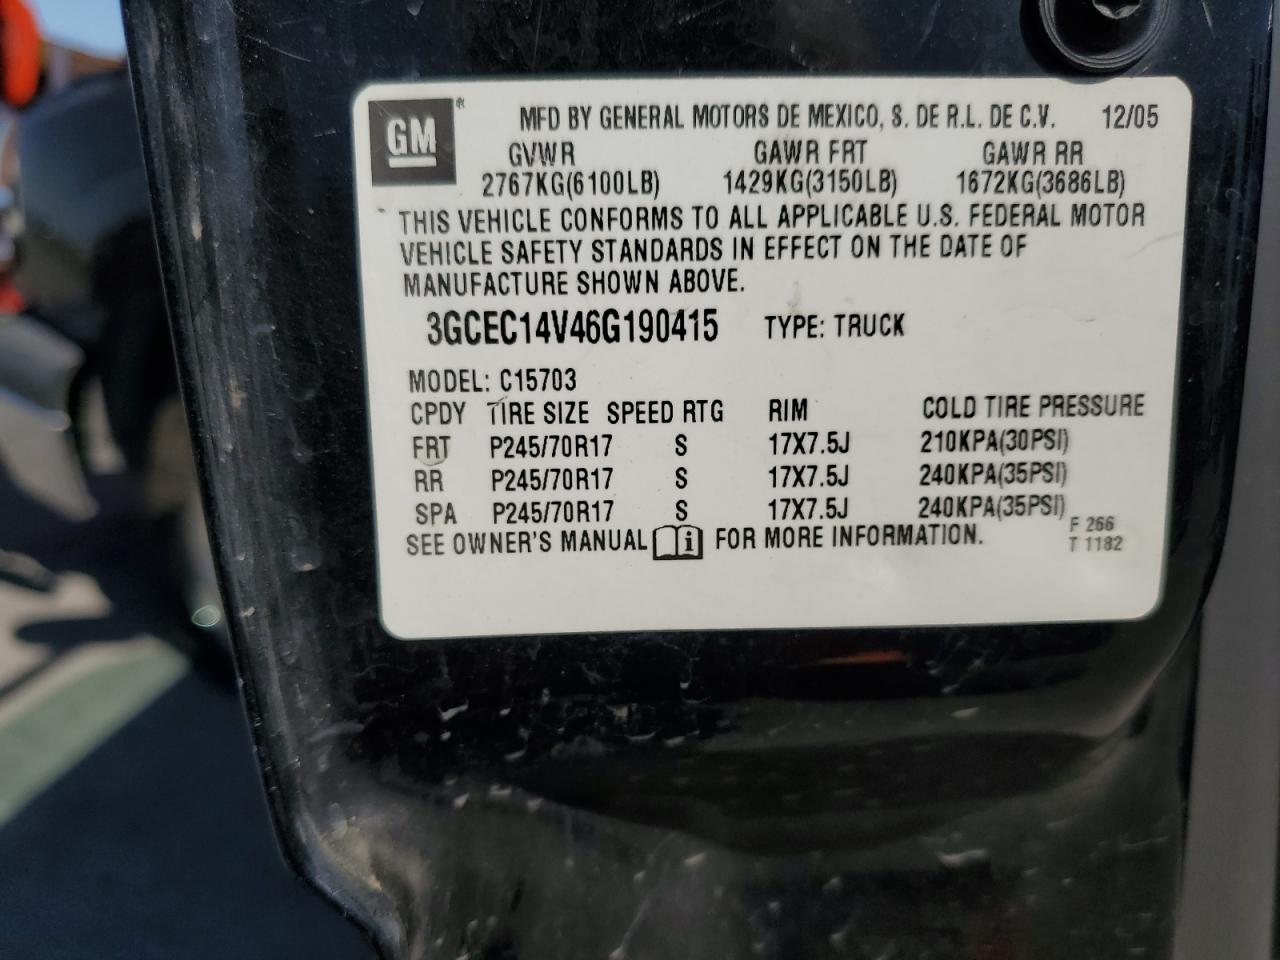 GM® MFD BY GENERAL MOTORS DE MEXICO, S. DE R.L. DE C.V. 12/05
GVWR GAWR FRT GAWR RR
2767KG(6100LB) 1429KG(3150LB) 1672KG(3686LB)
THIS VEHICLE CONFORMS TO ALL APPLICABLE U.S. FEDERAL MOTOR
VEHICLE SAFETY STANDARDS IN EFFECT ON THE DATE OF
MANUFACTURE SHOWN ABOVE.
3GCEC14V46G190415 TYPE: TRUCK
MODEL: C15703
CPDY TIRE SIZE SPEED RTG RIM COLD TIRE PRESSURE
FRT P245/70R17 S 17X7.5J 210KPA(30PSI)
RR P245/70R17 S 17X7.5J 240KPA(35PSI)
SPA P245/70R17 S 17X7.5J 240KPA(35PSI)
SEE OWNER'S MANUAL i FOR MORE INFORMATION.
F 266
T 1182